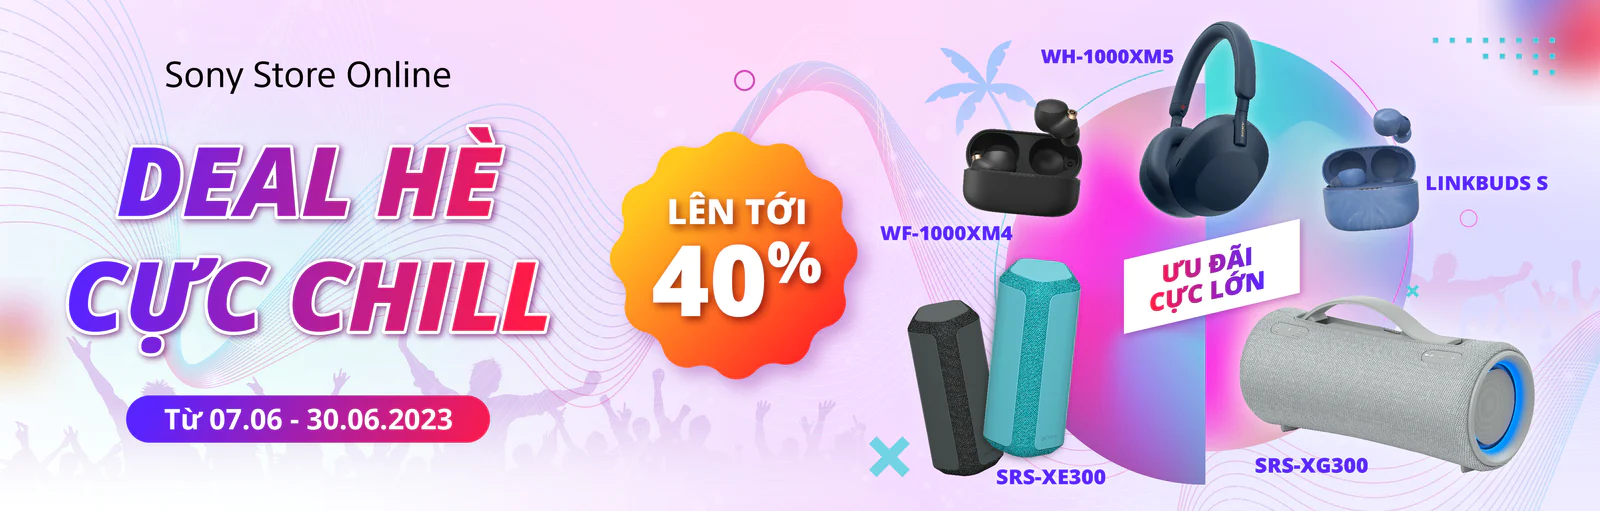 Sony Store Online
DEAL HÈ
CỰC CHILL
Từ 07.06 - 30.06.2023
LÊN TỚI
40%
WH-1000XM5
WF-1000XM4
LINKBUDS S
ƯU ĐÃI
CỰC LỚN
SRS-XE300
SRS-XG300